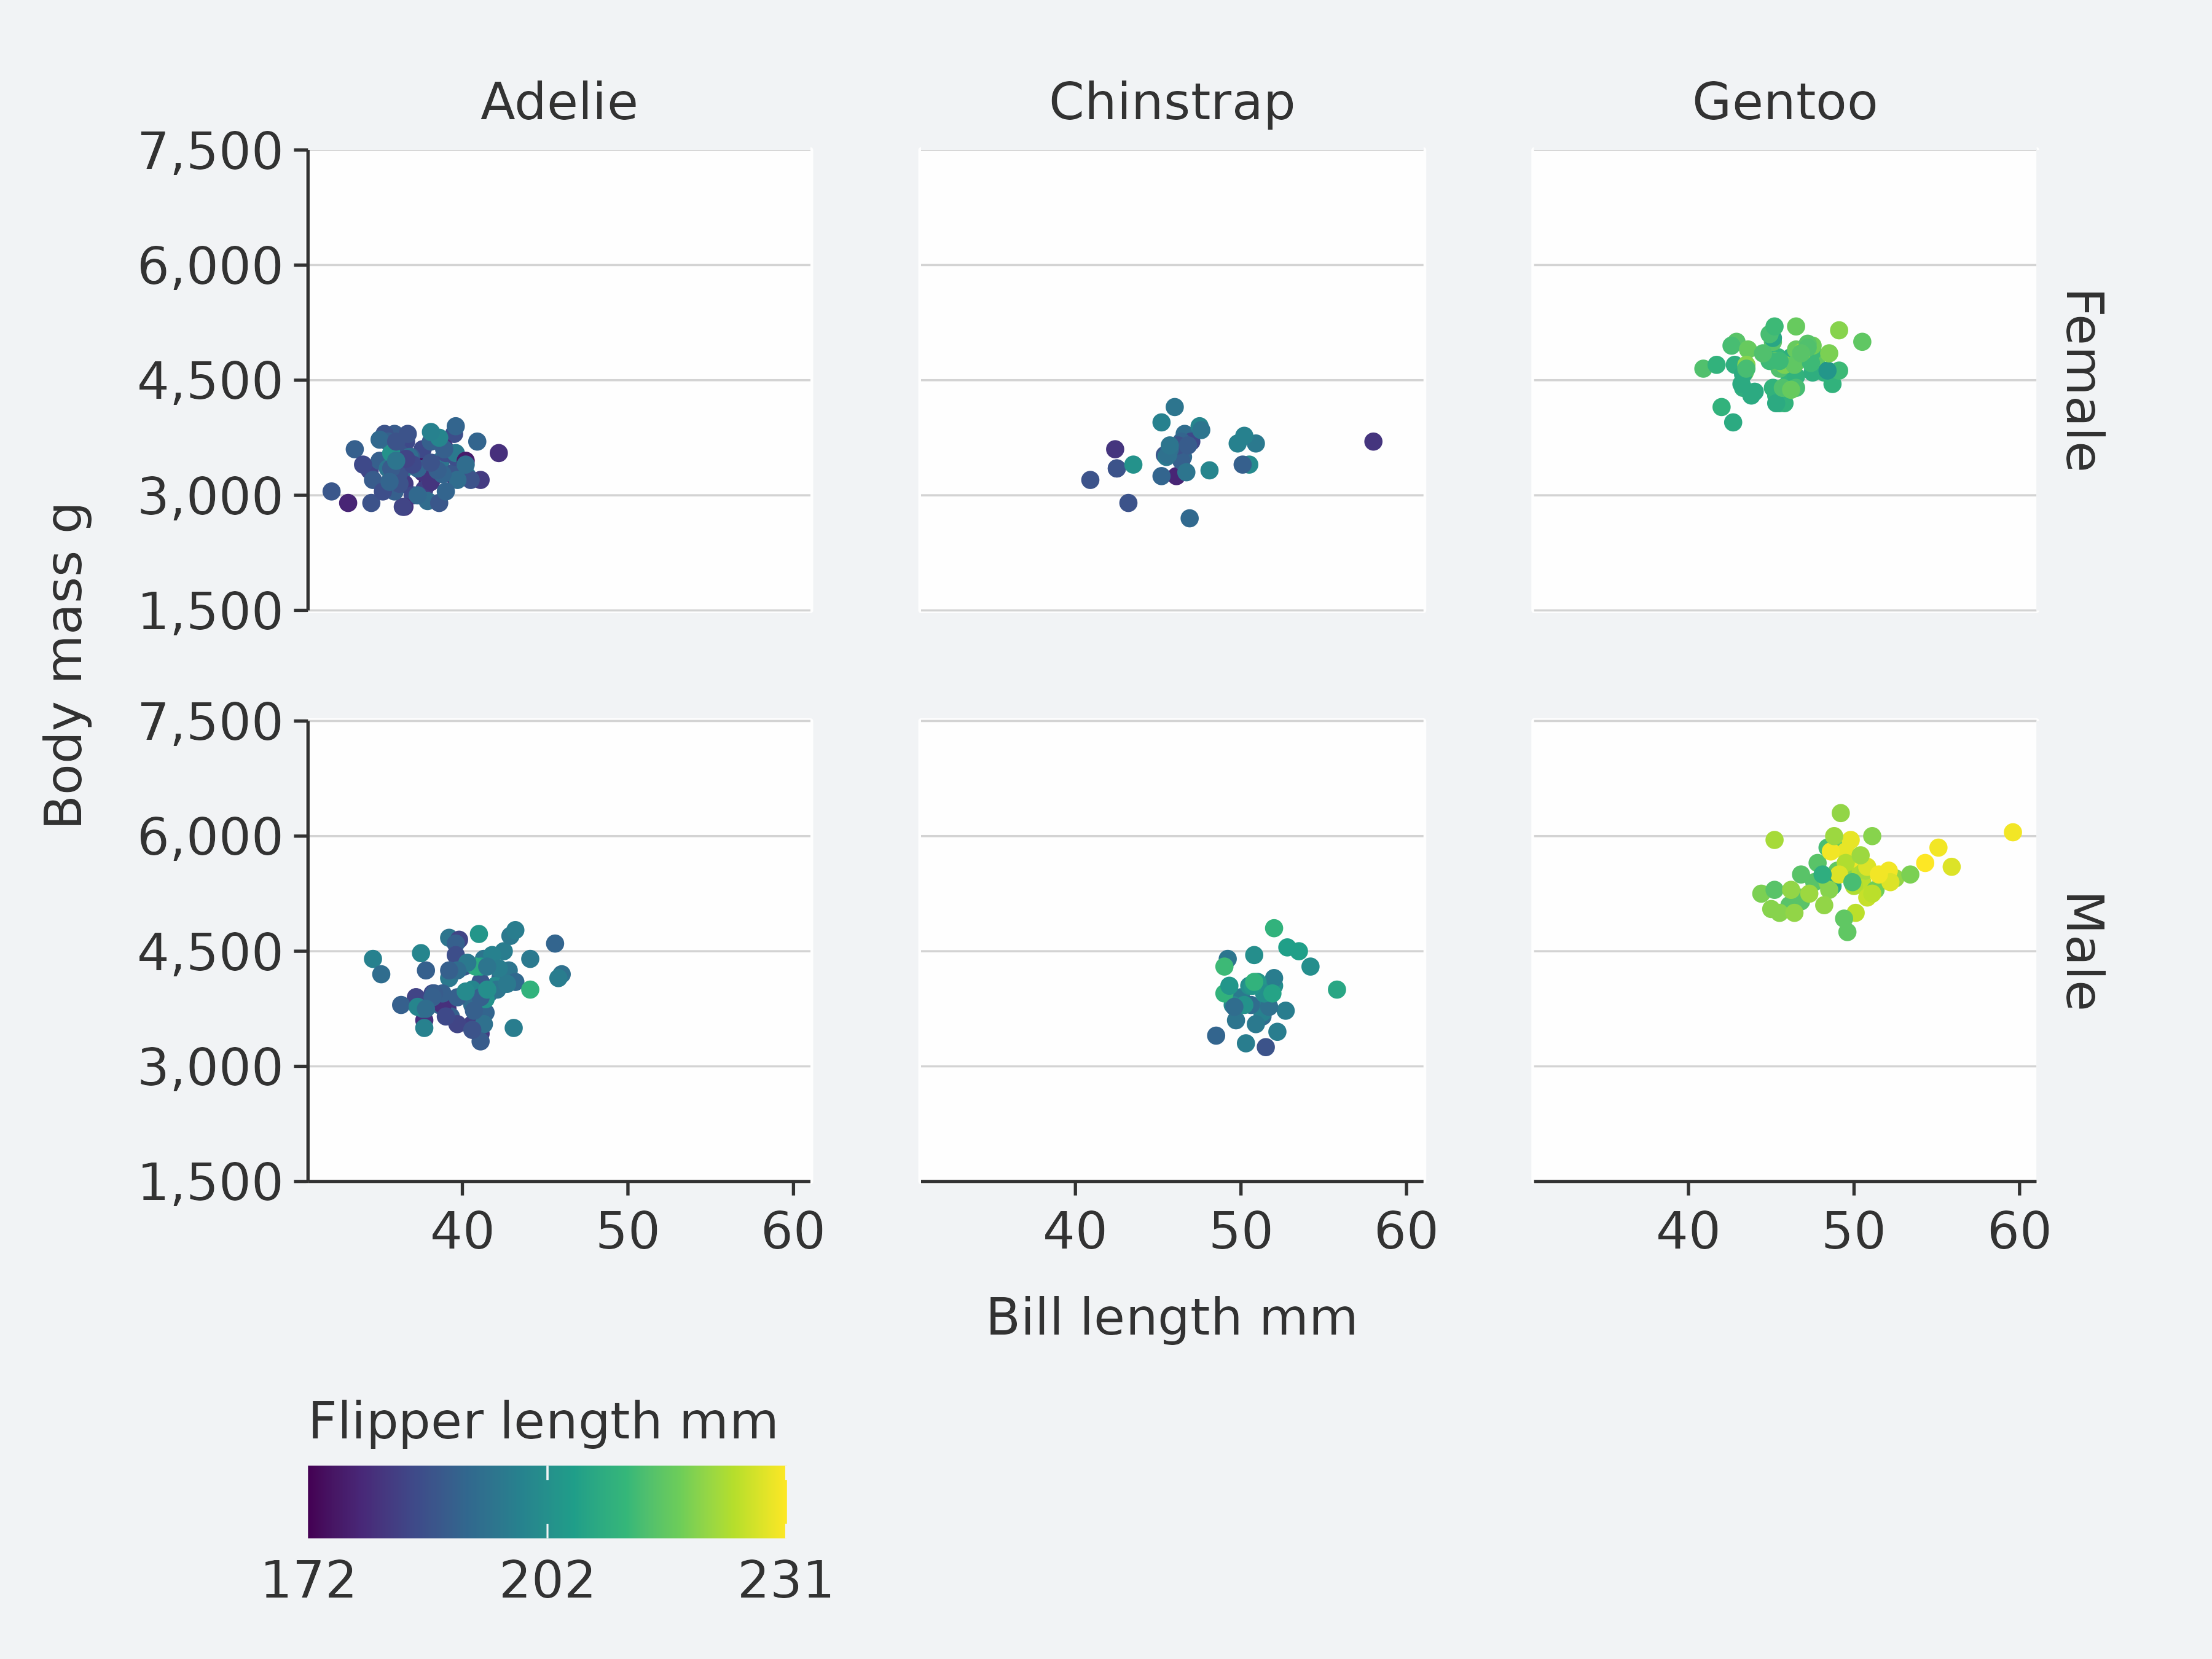 Adelie
Chinstrap
Gentoo
7,500
6,000
4,500
3,000
1,500
Female
Body mass g
7,500
6,000
4,500
3,000
1,500
Male
40 50 60
40 50 60
40 50 60
Bill length mm
Flipper length mm
172 202 231